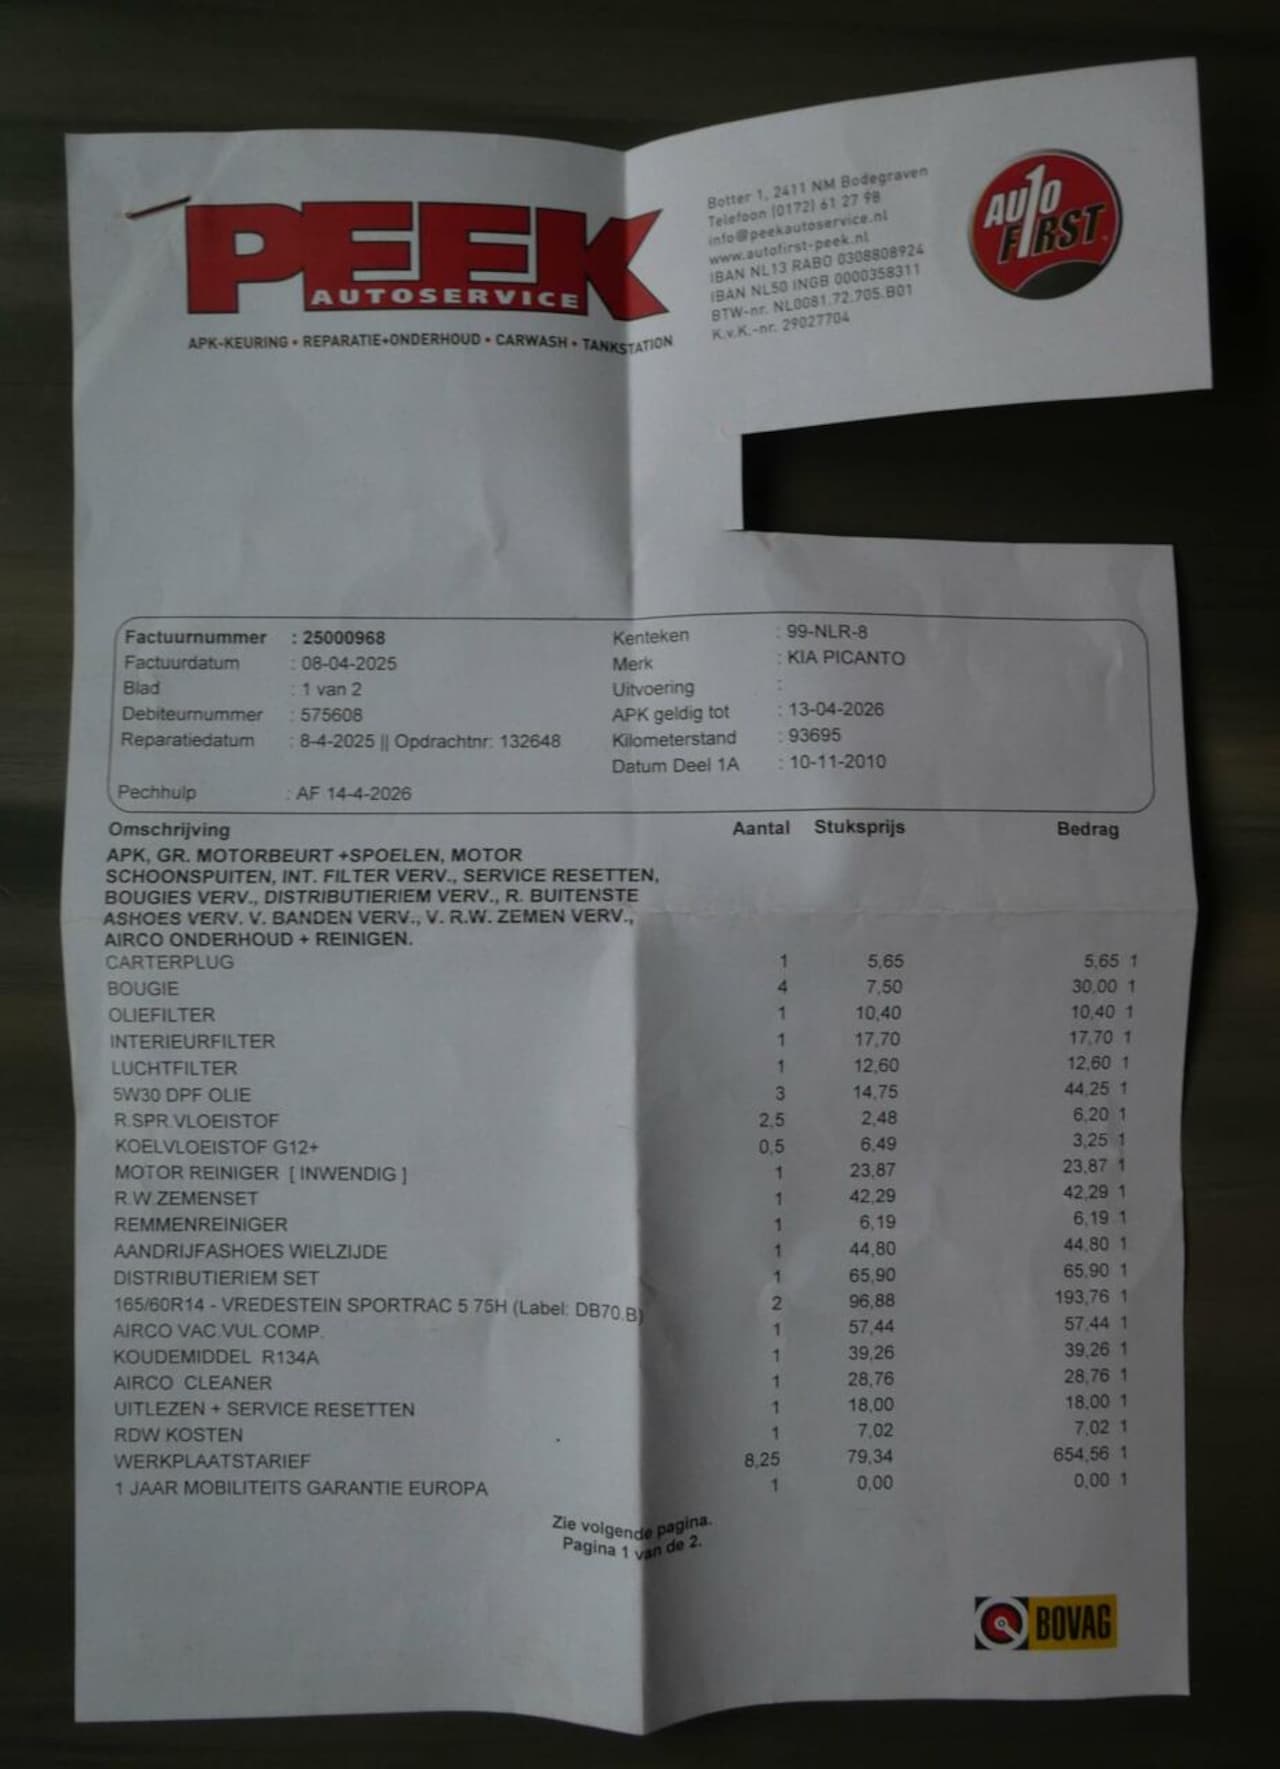 PEEK
AUTOSERVICE
APK-KEURING • REPARATIE+ONDERHOUD • CARWASH • TANKSTATION
Botter 1, 2411 NM Bodegraven
Telefoon (0172) 61 27 98
info@peekautoservice.nl
www.autofirst-peek.nl
IBAN NL13 RABO 0308808924
IBAN NL50 INGB 0000358311
BTW-nr. NL0081.72.705.B01
K.v.K.-nr. 29027704
AUTO
FIRST
Factuurnummer : 25000968 Kenteken : 99-NLR-8
Factuurdatum : 08-04-2025 Merk : KIA PICANTO
Blad : 1 van 2 Uitvoering :
Debiteurnummer : 575608 APK geldig tot : 13-04-2026
Reparatiedatum : 8-4-2025 || Opdrachtnr: 132648 Kilometerstand : 93695
Datum Deel 1A : 10-11-2010
Pechhulp : AF 14-4-2026
Omschrijving Aantal Stuksprijs Bedrag
APK, GR. MOTORBEURT +SPOELEN, MOTOR
SCHOONSPUITEN, INT. FILTER VERV., SERVICE RESETTEN,
BOUGIES VERV., DISTRIBUTIERIEM VERV., R. BUITENSTE
ASHOES VERV. V. BANDEN VERV., V. R.W. ZEMEN VERV.,
AIRCO ONDERHOUD + REINIGEN.
CARTERPLUG 1 5,65 5,65 1
BOUGIE 4 7,50 30,00 1
OLIEFILTER 1 10,40 10,40 1
INTERIEURFILTER 1 17,70 17,70 1
LUCHTFILTER 1 12,60 12,60 1
5W30 DPF OLIE 3 14,75 44,25 1
R.SPR.VLOEISTOF 2,5 2,48 6,20 1
KOELVLOEISTOF G12+ 0,5 6,49 3,25 1
MOTOR REINIGER [ INWENDIG ] 1 23,87 23,87 1
R.W.ZEMENSET 1 42,29 42,29 1
REMMENREINIGER 1 6,19 6,19 1
AANDRIJFASHOES WIELZIJDE 1 44,80 44,80 1
DISTRIBUTIERIEM SET 1 65,90 65,90 1
165/60R14 - VREDESTEIN SPORTRAC 5 75H (Label: DB70.B) 2 96,88 193,76 1
AIRCO VAC.VUL.COMP. 1 57,44 57,44 1
KOUDEMIDDEL R134A 1 39,26 39,26 1
AIRCO CLEANER 1 28,76 28,76 1
UITLEZEN + SERVICE RESETTEN 1 18,00 18,00 1
RDW KOSTEN 1 7,02 7,02 1
WERKPLAATSTARIEF 8,25 79,34 654,56 1
1 JAAR MOBILITEITS GARANTIE EUROPA 1 0,00 0,00 1
Zie volgende pagina.
Pagina 1 van de 2.
BOVAG